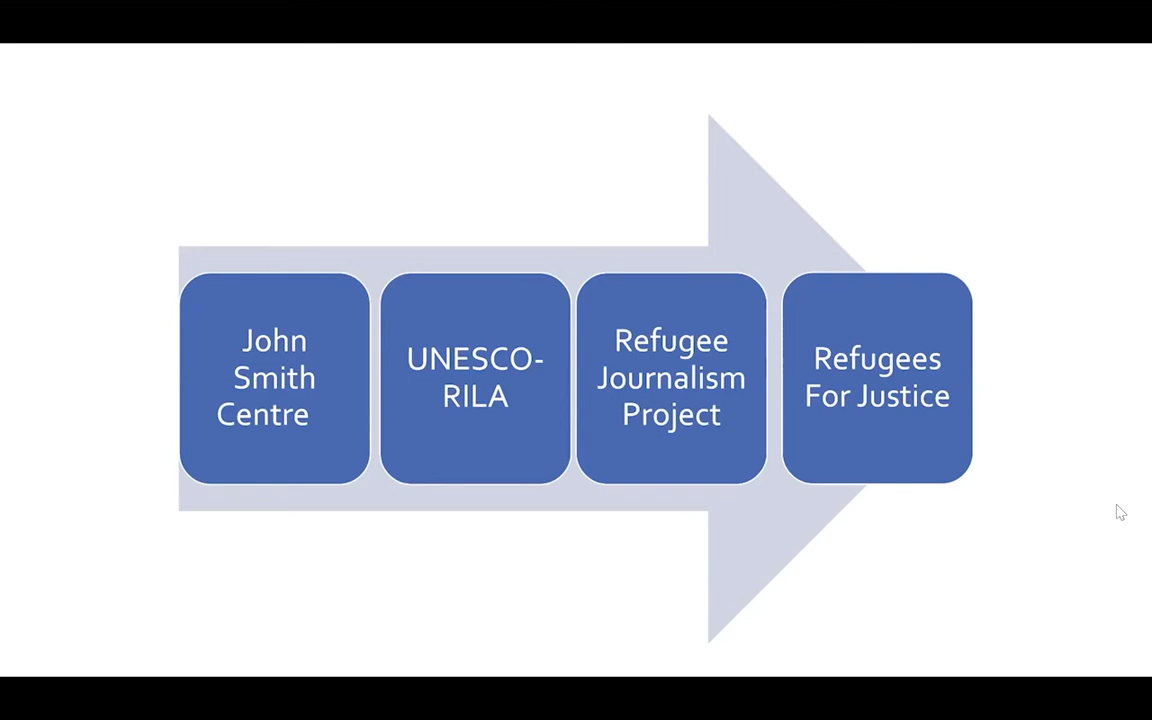 John
Smith
Centre
UNESCO-
RILA
Refugee
Journalism
Project
Refugees
For Justice